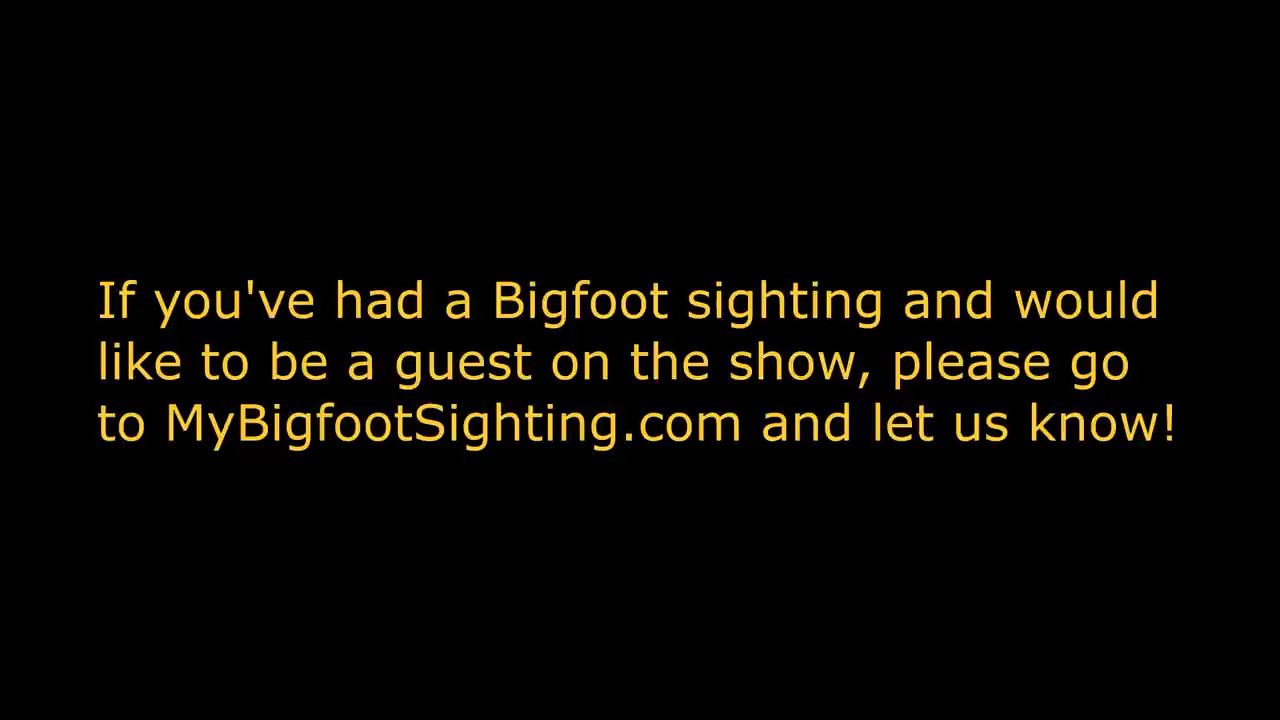 If you've had a Bigfoot sighting and would
like to be a guest on the show, please go
to MyBigfootSighting.com and let us know!